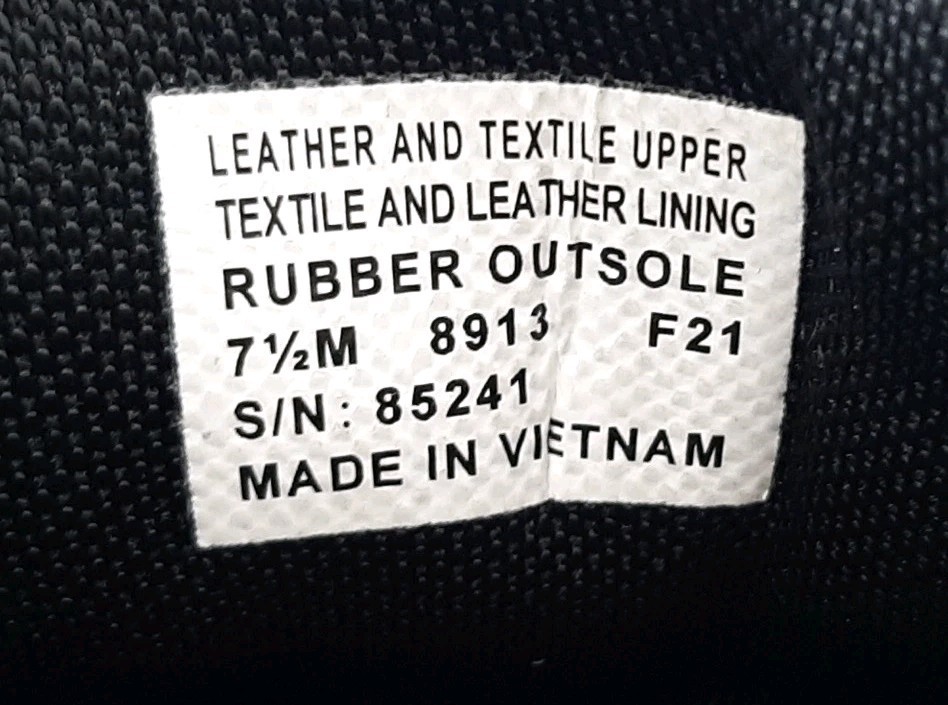 LEATHER AND TEXTILE UPPER
TEXTILE AND LEATHER LINING
RUBBER OUTSOLE
7½M 8913 F21
S/N: 85241
MADE IN VIETNAM